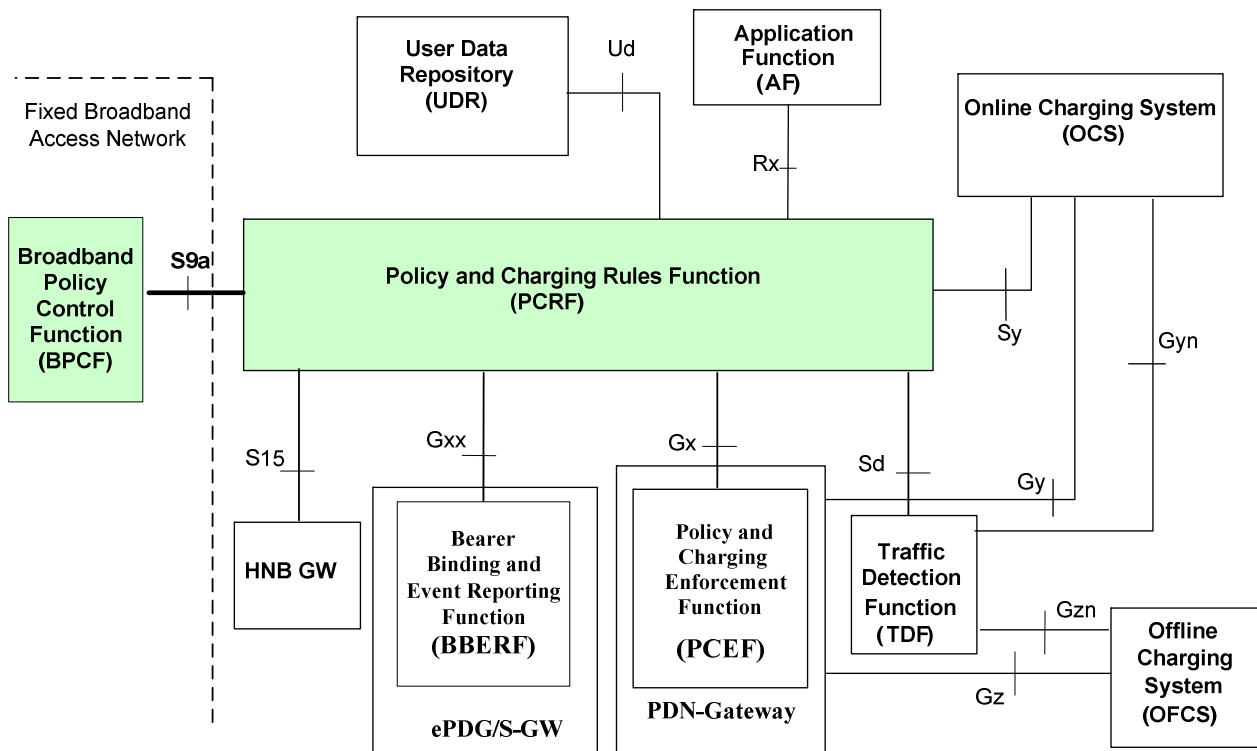 User Data
Repository
(UDR)
Ud
Application
Function
(AF)
Online Charging System
(OCS)
Fixed Broadband
Access Network
Rx
Broadband
Policy
Control
Function
(BPCF)
S9a
Policy and Charging Rules Function
(PCRF)
Sy
Gyn
S15
Gxx
Gx
Sd
Gy
HNB GW
Bearer
Binding and
Event Reporting
Function
(BBERF)
ePDG/S-GW
Policy and
Charging
Enforcement
Function
(PCEF)
PDN-Gateway
Traffic
Detection
Function
(TDF)
Gzn
Gz
Offline
Charging
System
(OFCS)